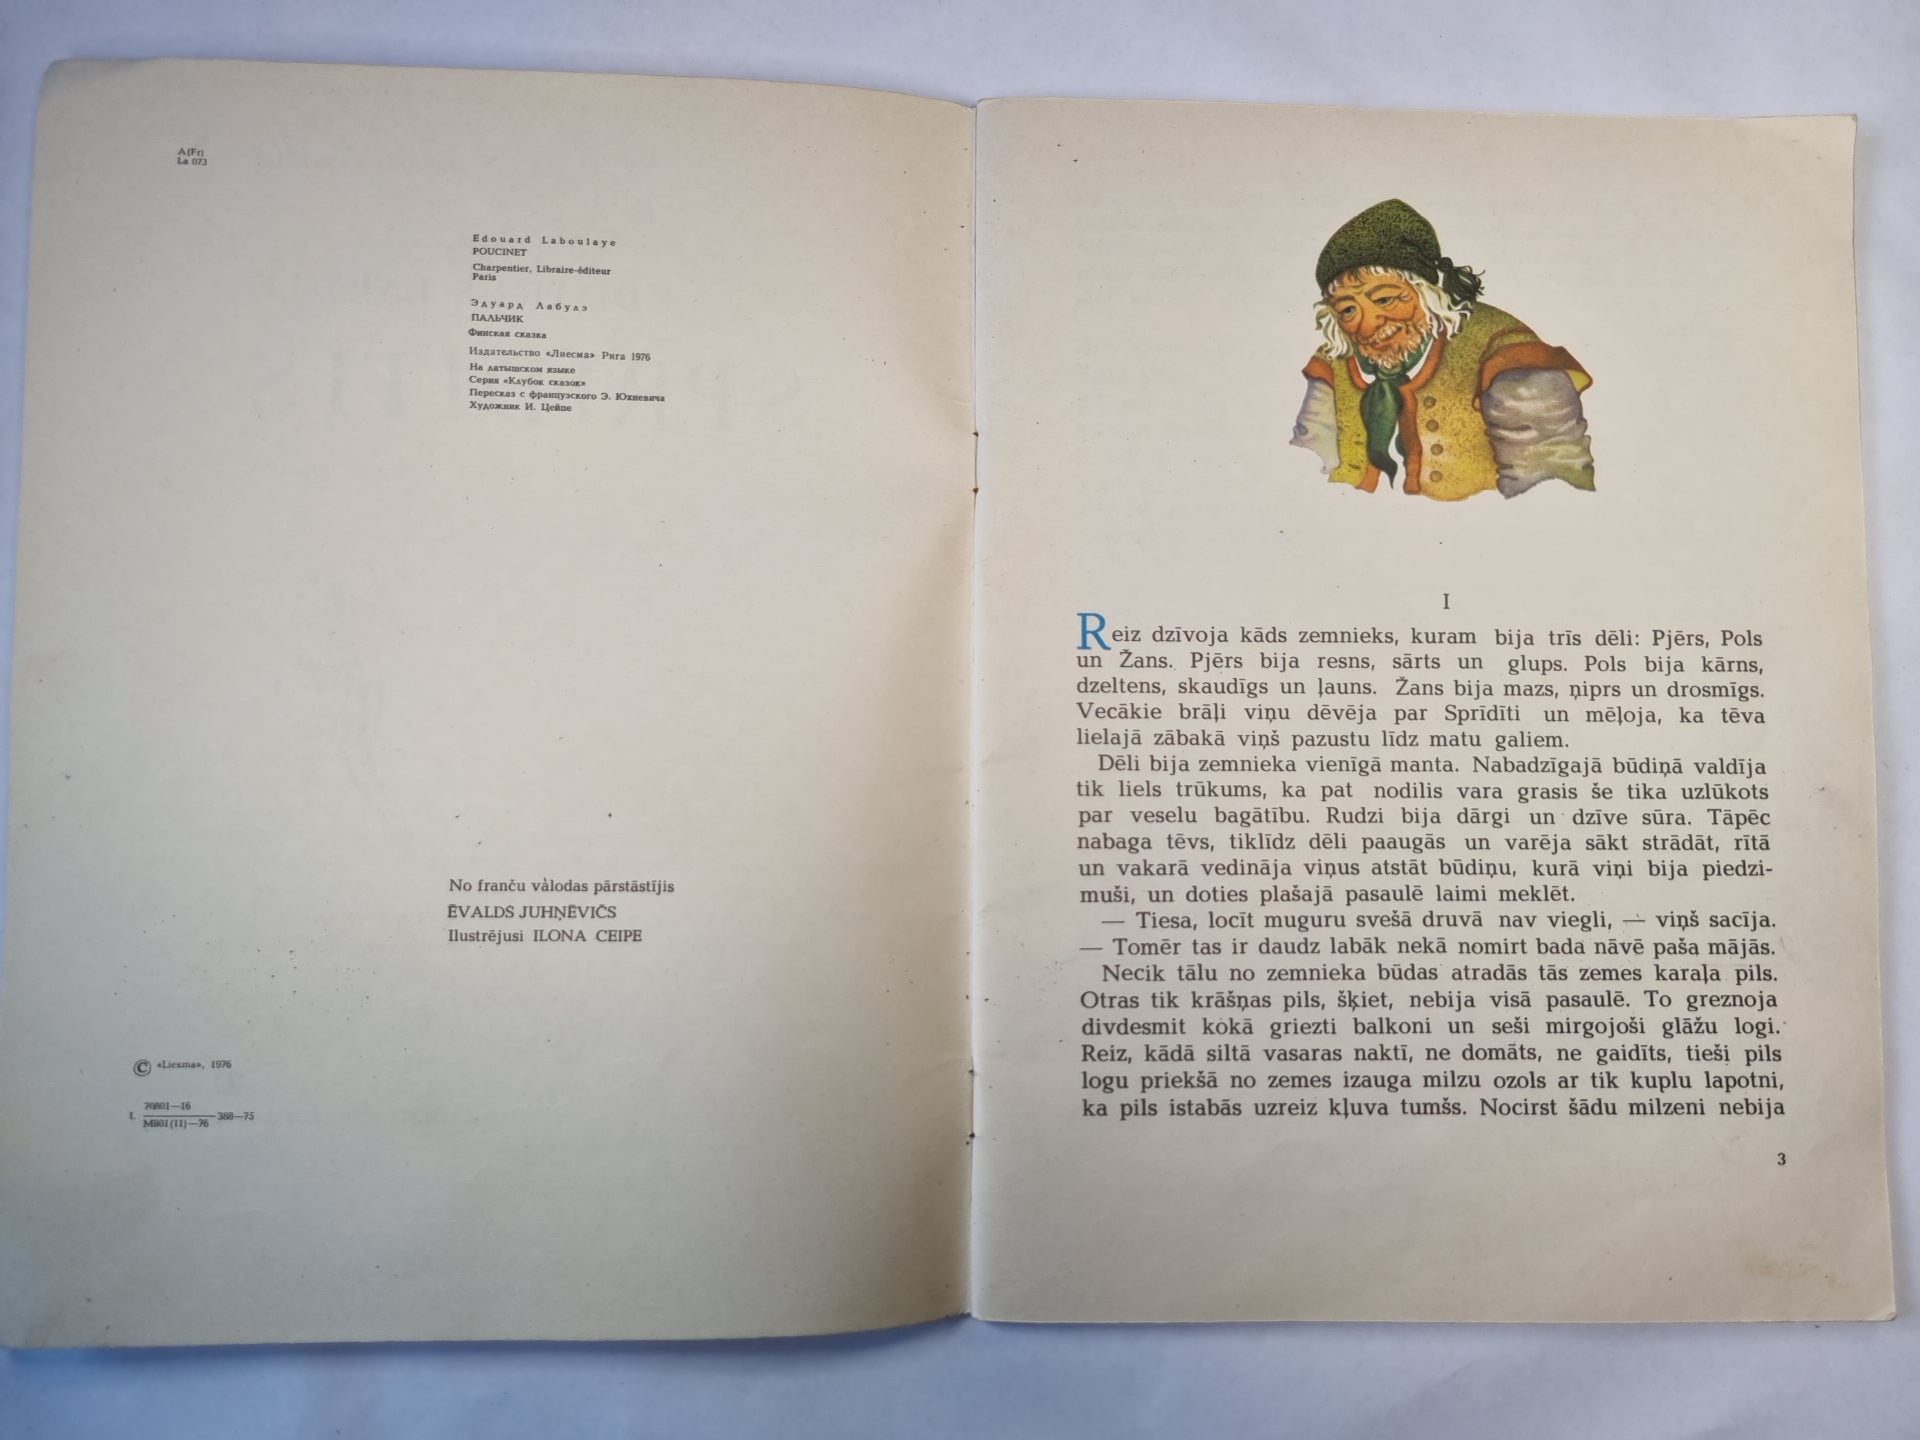 A(Fr)
La 073
Edouard Laboulaye
POUCINET
Charpentier, Libraire-éditeur
Paris
Эдуард Лабулэ
ПАЛЬЧИК
Финская сказка
Издательство «Лиесма» Рига 1976
На латышском языке
Серия «Клубок сказок»
Пересказ с французского Э. Юхневича
Художник И. Цейпе
No franču valodas pārstāstījis
ĒVALDS JUHŅĒVIČS
Ilustrējusi ILONA CEIPE
© «Liesma», 1976
70801—16
L ———— 388—75
M801(11)—76
I
Reiz dzīvoja kāds zemnieks, kuram bija trīs dēli: Pjērs, Pols
un Žans. Pjērs bija resns, sārts un glups. Pols bija kārns,
dzeltens, skaudīgs un ļauns. Žans bija mazs, ņiprs un drosmīgs.
Vecākie brāļi viņu dēvēja par Sprīdīti un mēļoja, ka tēva
lielajā zābakā viņš pazustu līdz matu galiem.
Dēli bija zemnieka vienīgā manta. Nabadzīgajā būdiņā valdīja
tik liels trūkums, ka pat nodilis vara grasis še tika uzlūkots
par veselu bagātību. Rudzi bija dārgi un dzīve sūra. Tāpēc
nabaga tēvs, tiklīdz dēli paaugās un varēja sākt strādāt, rītā
un vakarā vedināja viņus atstāt būdiņu, kurā viņi bija piedzi-
muši, un doties plašajā pasaulē laimi meklēt.
— Tiesa, locīt muguru svešā druvā nav viegli, — viņš sacīja.
— Tomēr tas ir daudz labāk nekā nomirt bada nāvē paša mājās.
Necik tālu no zemnieka būdas atradās tās zemes karaļa pils.
Otras tik krāšņas pils, šķiet, nebija visā pasaulē. To greznoja
divdesmit kokā griezti balkoni un seši mirgojoši glāžu logi.
Reiz, kādā siltā vasaras naktī, ne domāts, ne gaidīts, tieši pils
logu priekšā no zemes izauga milzu ozols ar tik kuplu lapotni,
ka pils istabās uzreiz kļuva tumšs. Nocirst šādu milzeni nebija
3